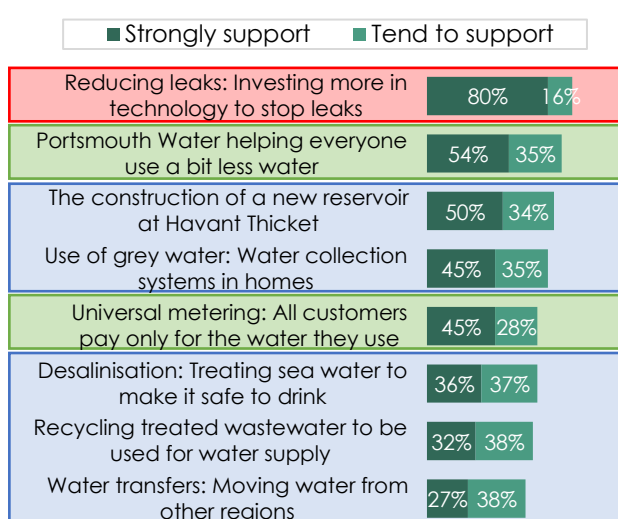 Strongly support Tend to support
Reducing leaks: Investing more in
technology to stop leaks
80% 16%
Portsmouth Water helping everyone
use a bit less water
54% 35%
The construction of a new reservoir
at Havant Thicket
50% 34%
Use of grey water: Water collection
systems in homes
45% 35%
Universal metering: All customers
pay only for the water they use
45% 28%
Desalinisation: Treating sea water to
make it safe to drink
36% 37%
Recycling treated wastewater to be
used for water supply
32% 38%
Water transfers: Moving water from
other regions
27% 38%